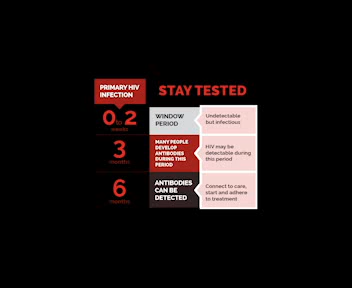 PRIMARY HIV
INFECTION
STAY TESTED
0 to 2
weeks
WINDOW
PERIOD
Undetectable
but infectious
3
months
MANY PEOPLE
DEVELOP
ANTIBODIES
DURING THIS
PERIOD
HIV may be
detectable during
this period
6
months
ANTIBODIES
CAN BE
DETECTED
Connect to care,
start and adhere
to treatment